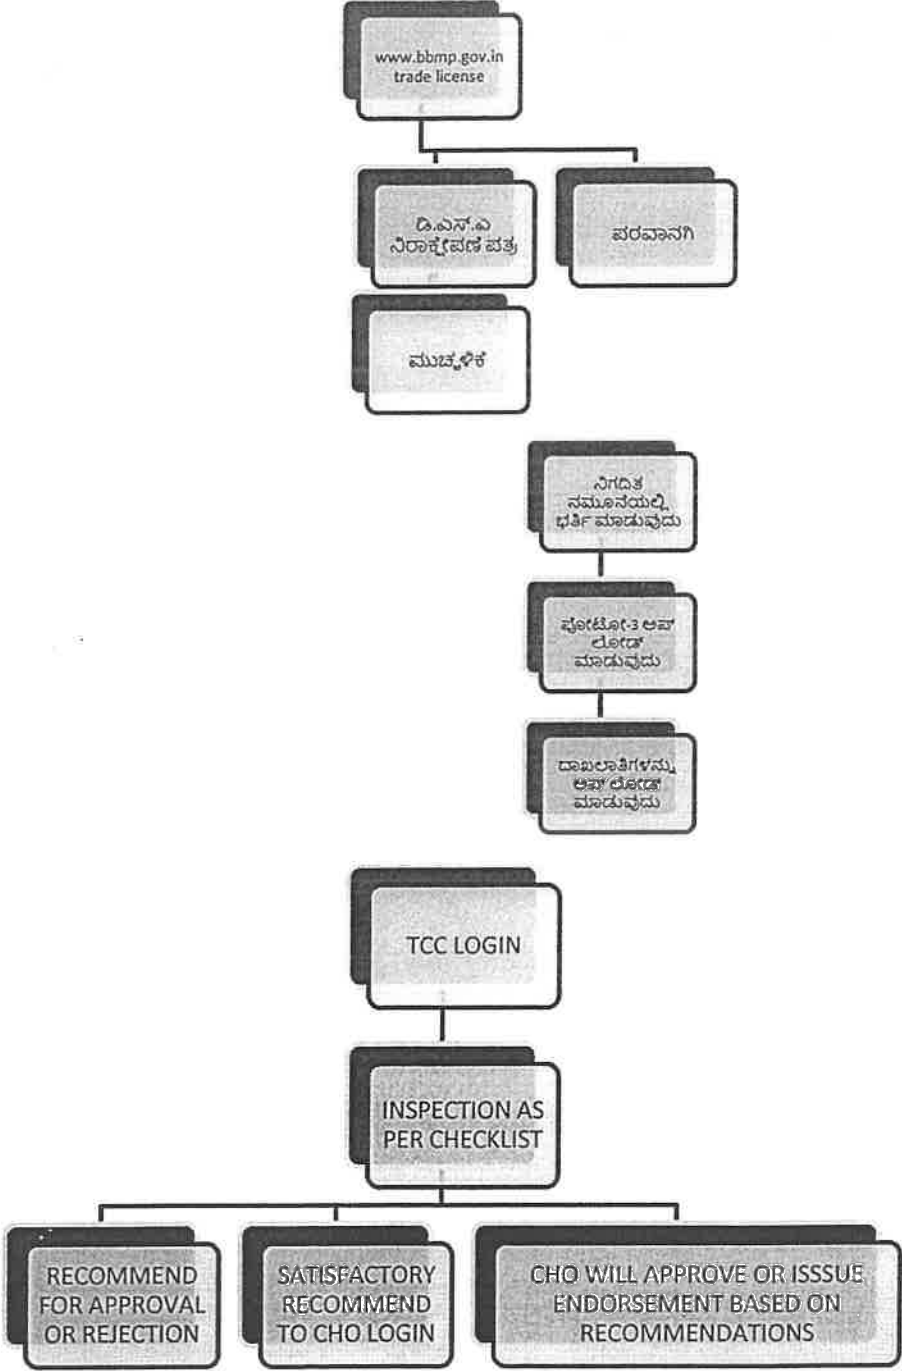 www.bbmp.gov.in
trade license
ಡಿ.ಎಸ್.ಎ
ನಿರಾಕ್ಷೇಪಣೆ ಪತ್ರ
ಪರವಾನಗಿ
ಮುಚ್ಚಳಿಕೆ
ನಿಗದಿತ
ನಮೂನೆಯಲ್ಲಿ
ಭರ್ತಿ ಮಾಡುವುದು
ಪೋಟೋ-3 ಅಪ್
ಲೋಡ್
ಮಾಡುವುದು
ದಾಖಲಾತಿಗಳನ್ನು
ಅಪ್ ಲೋಡ್
ಮಾಡುವುದು
TCC LOGIN
INSPECTION AS
PER CHECKLIST
RECOMMEND
FOR APPROVAL
OR REJECTION
SATISFACTORY
RECOMMEND
TO CHO LOGIN
CHO WILL APPROVE OR ISSSUE
ENDORSEMENT BASED ON
RECOMMENDATIONS